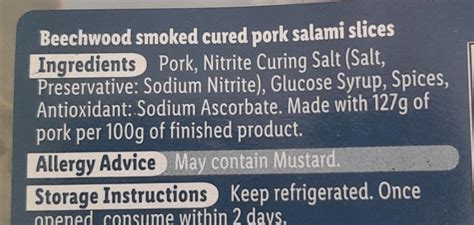 Beechwood smoked cured pork salami slices
Ingredients Pork, Nitrite Curing Salt (Salt,
Preservative: Sodium Nitrite), Glucose Syrup, Spices,
Antioxidant: Sodium Ascorbate. Made with 127g of
pork per 100g of finished product.
Allergy Advice May contain Mustard.
Storage Instructions Keep refrigerated. Once
opened, consume within 2 days.